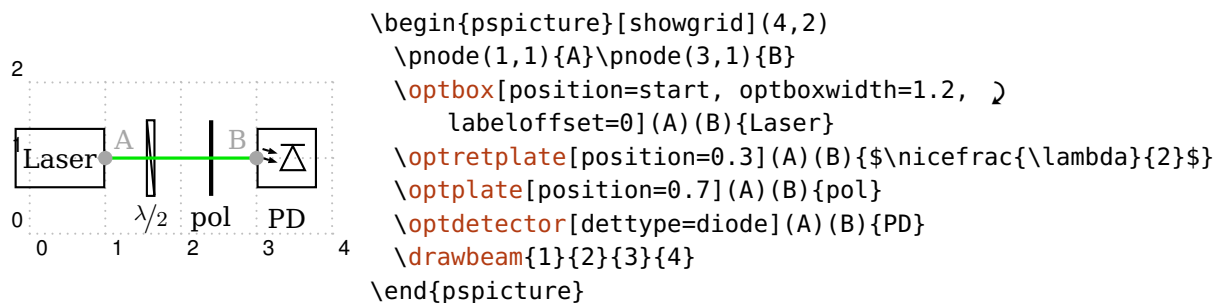 2
1
0
0 1 2 3 4
Laser
A
B
λ/2
pol
PD
\begin{pspicture}[showgrid](4,2)
\pnode(1,1){A}\pnode(3,1){B}
\optbox[position=start, optboxwidth=1.2,
labeloffset=0](A)(B){Laser}
\optretplate[position=0.3](A)(B){$\nicefrac{\lambda}{2}$}
\optplate[position=0.7](A)(B){pol}
\optdetector[dettype=diode](A)(B){PD}
\drawbeam{1}{2}{3}{4}
\end{pspicture}